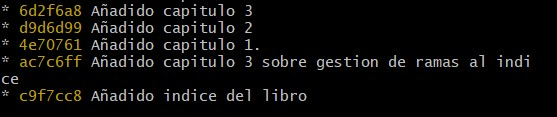 * 6d2f6a8 Añadido capitulo 3
* d9d6d99 Añadido capitulo 2
* 4e70761 Añadido capitulo 1.
* ac7c6ff Añadido capitulo 3 sobre gestion de ramas al indi
ce
* c9f7cc8 Añadido indice del libro